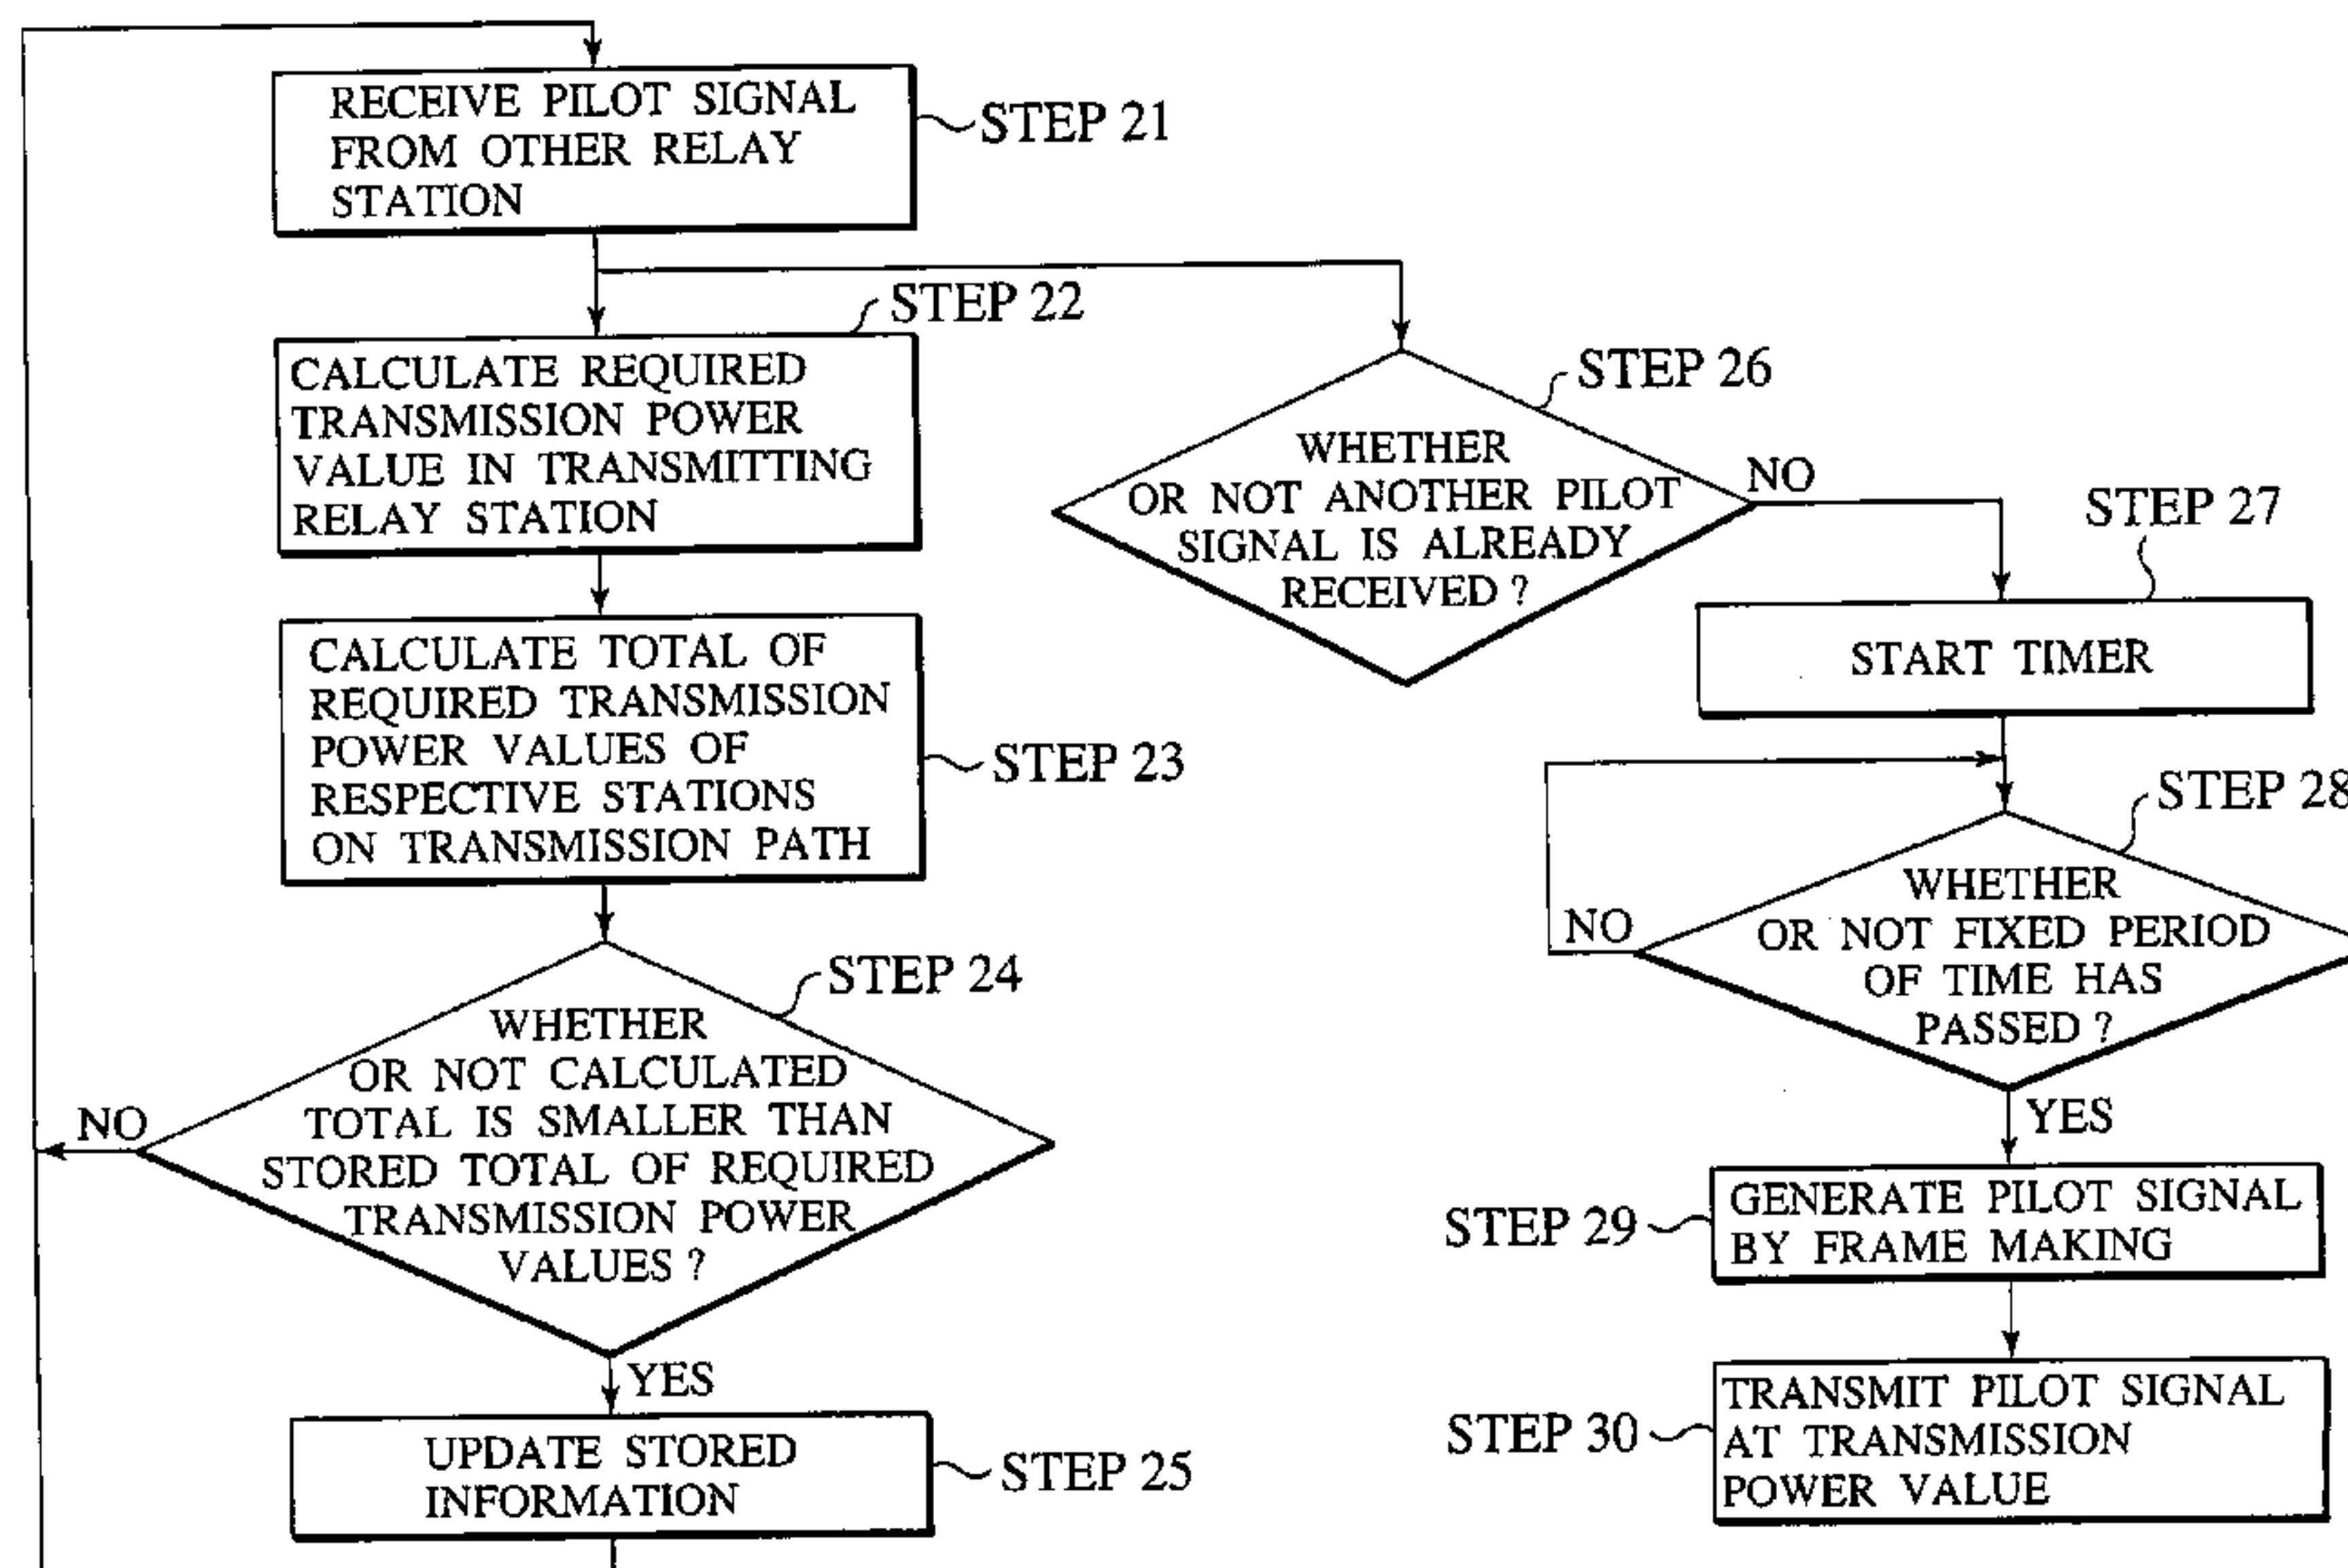 RECEIVE PILOT SIGNAL
FROM OTHER RELAY
STATION
STEP 21
STEP 22
CALCULATE REQUIRED
TRANSMISSION POWER
VALUE IN TRANSMITTING
RELAY STATION
CALCULATE TOTAL OF
REQUIRED TRANSMISSION
POWER VALUES OF
RESPECTIVE STATIONS
ON TRANSMISSION PATH
STEP 23
STEP 24
WHETHER
OR NOT CALCULATED
TOTAL IS SMALLER THAN
STORED TOTAL OF REQUIRED
TRANSMISSION POWER
VALUES ?
NO
YES
UPDATE STORED
INFORMATION
STEP 25
STEP 26
WHETHER
OR NOT ANOTHER PILOT
SIGNAL IS ALREADY
RECEIVED ?
NO
STEP 27
START TIMER
STEP 28
WHETHER
OR NOT FIXED PERIOD
OF TIME HAS
PASSED ?
NO
YES
STEP 29
GENERATE PILOT SIGNAL
BY FRAME MAKING
STEP 30
TRANSMIT PILOT SIGNAL
AT TRANSMISSION
POWER VALUE